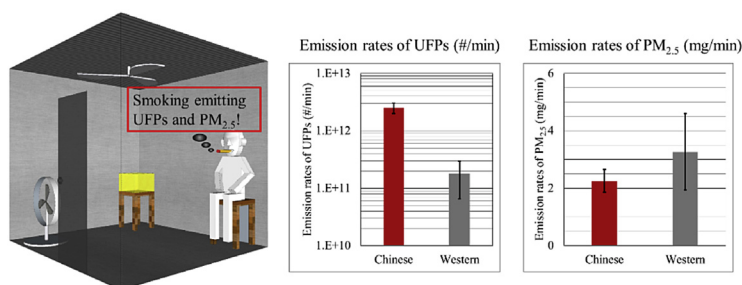 Smoking emitting
UFPs and PM2.5!
Emission rates of UFPs (#/min)
Emission rates of UFPs (#/min)
1.E+13
1.E+12
1.E+11
1.E+10
Chinese Western
Emission rates of PM2.5 (mg/min)
Emission rates of PM2.5 (mg/min)
6
4
2
0
Chinese Western